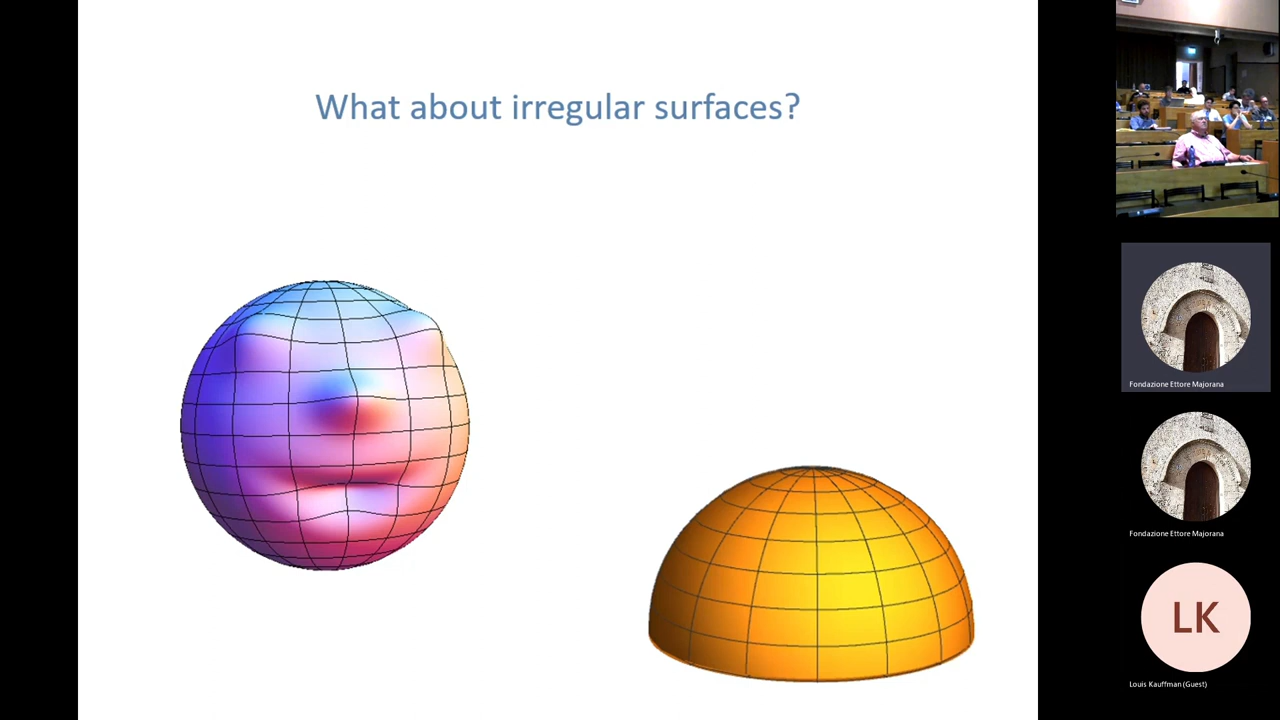 What about irregular surfaces?
Fondazione Ettore Majorana
Fondazione Ettore Majorana
LK
Louis Kauffman (Guest)